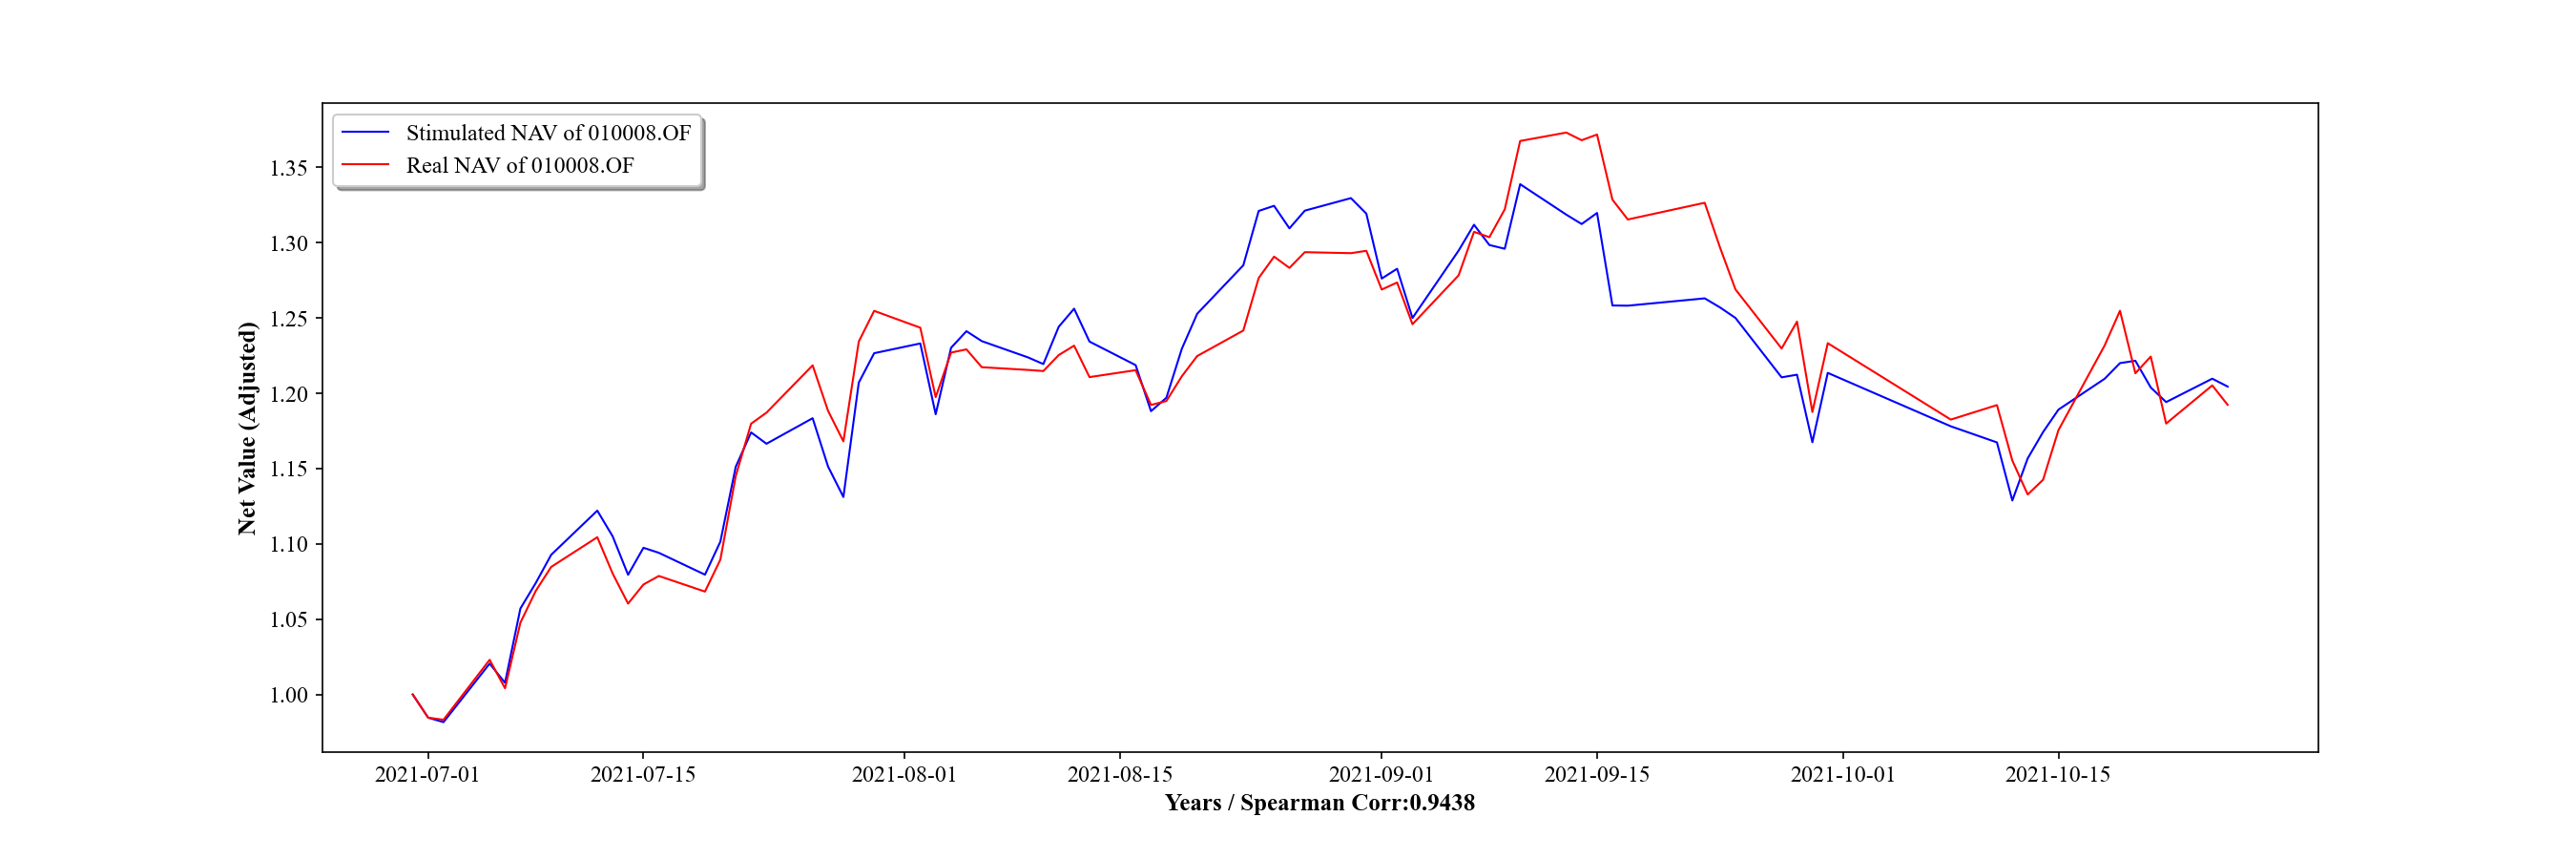 Stimulated NAV of 010008.OF
Real NAV of 010008.OF
1.35
1.30
1.25
1.20
1.15
1.10
1.05
1.00
Net Value (Adjusted)
2021-07-01 2021-07-15 2021-08-01 2021-08-15 2021-09-01 2021-09-15 2021-10-01 2021-10-15
Years / Spearman Corr:0.9438